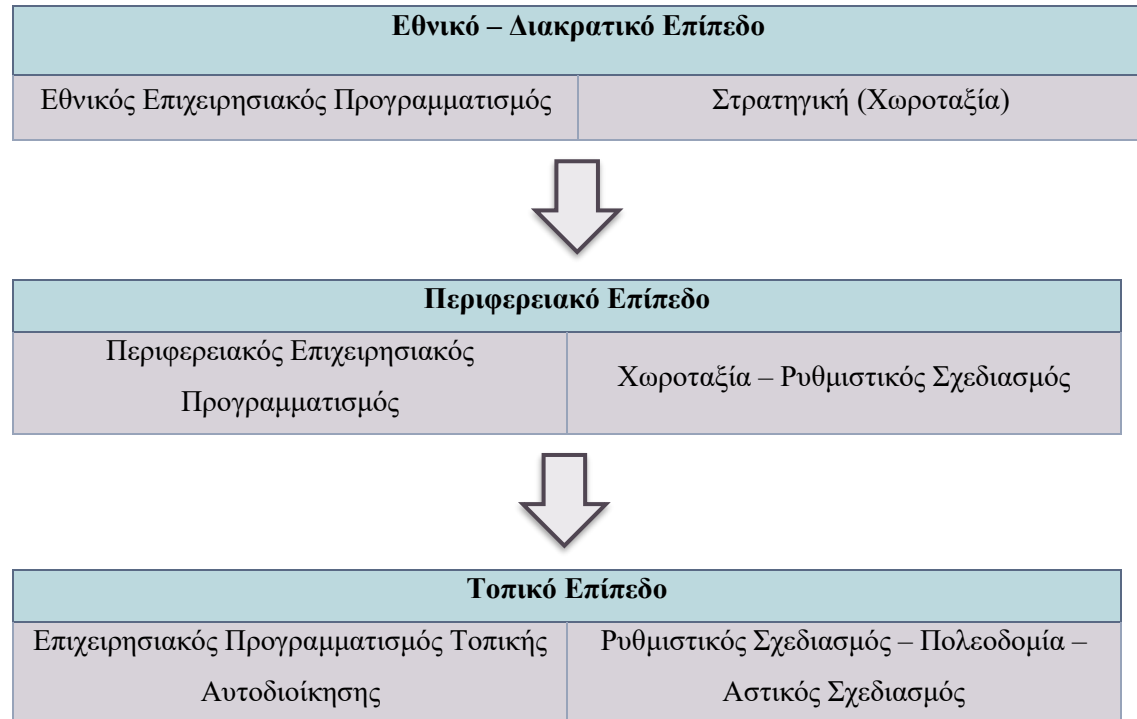 Εθνικό – Διακρατικό Επίπεδο
Εθνικός Επιχειρησιακός Προγραμματισμός
Στρατηγική (Χωροταξία)
Περιφερειακό Επίπεδο
Περιφερειακός Επιχειρησιακός
Προγραμματισμός
Χωροταξία – Ρυθμιστικός Σχεδιασμός
Τοπικό Επίπεδο
Επιχειρησιακός Προγραμματισμός Τοπικής
Αυτοδιοίκησης
Ρυθμιστικός Σχεδιασμός – Πολεοδομία –
Αστικός Σχεδιασμός